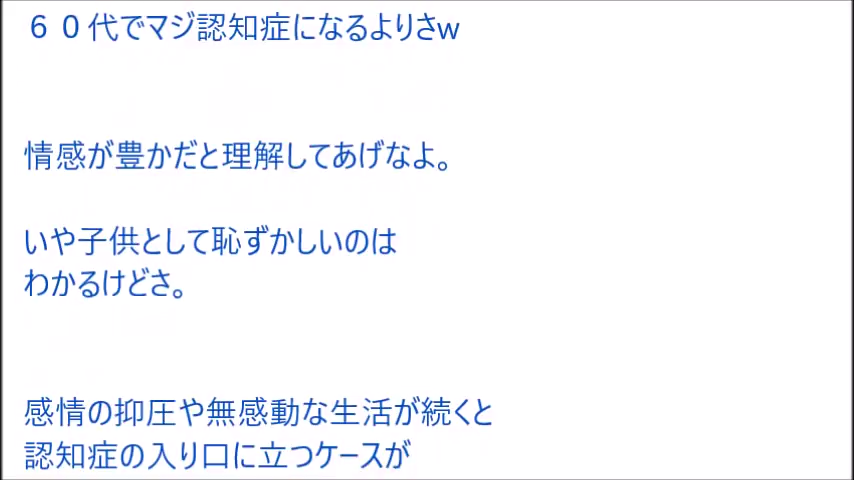 ６０代でマジ認知症になるよりさw
情感が豊かだと理解してあげなよ。
いや子供として恥ずかしいのは
わかるけどさ。
感情の抑圧や無感動な生活が続くと
認知症の入り口に立つケースが